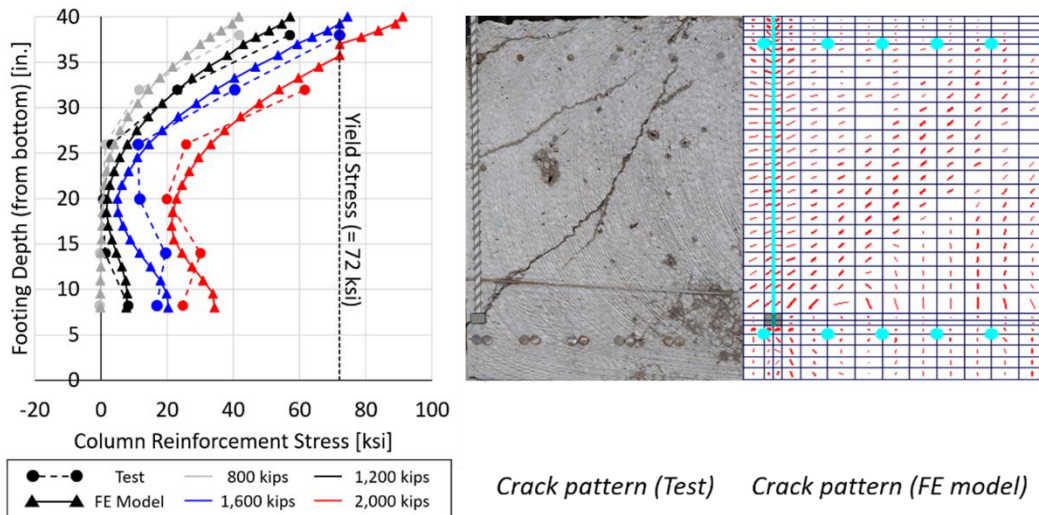 Footing Depth (from bottom) [in.]
40
35
30
25
20
15
10
5
0
-20
0
20
40
60
80
100
Column Reinforcement Stress [ksi]
Yield Stress (= 72 ksi)
Test
800 kips
1,200 kips
FE Model
1,600 kips
2,000 kips
Crack pattern (Test)
Crack pattern (FE model)